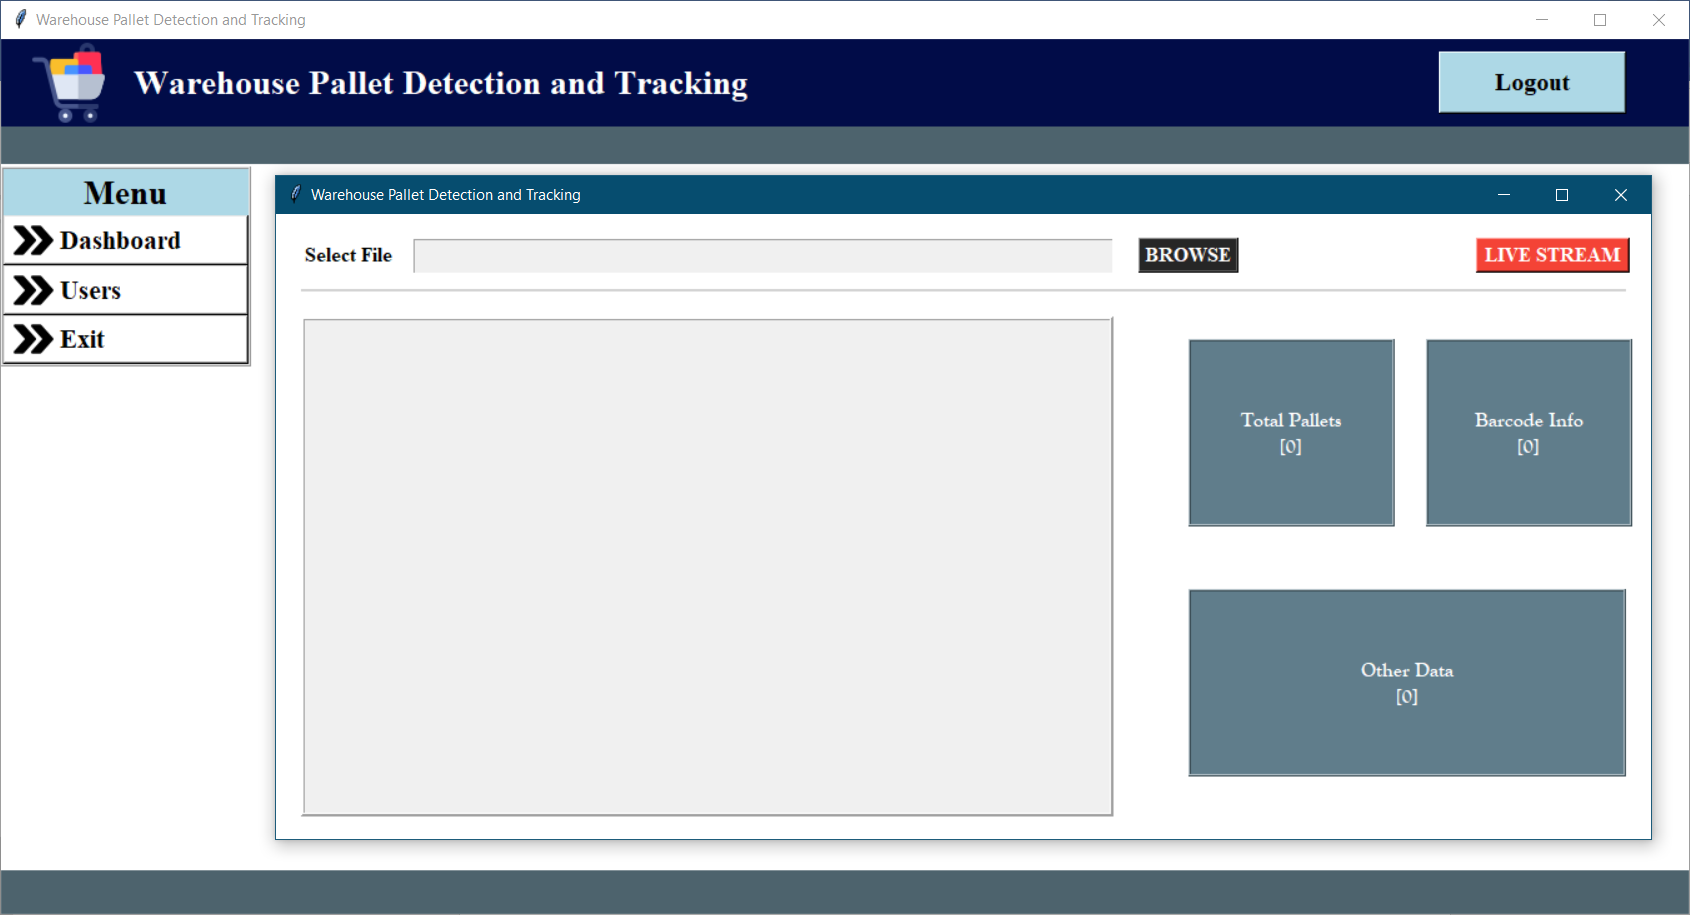 Warehouse Pallet Detection and Tracking
Warehouse Pallet Detection and Tracking
Logout
Menu
Dashboard
Users
Exit
Warehouse Pallet Detection and Tracking
Select File
BROWSE
LIVE STREAM
Total Pallets
[0]
Barcode Info
[0]
Other Data
[0]